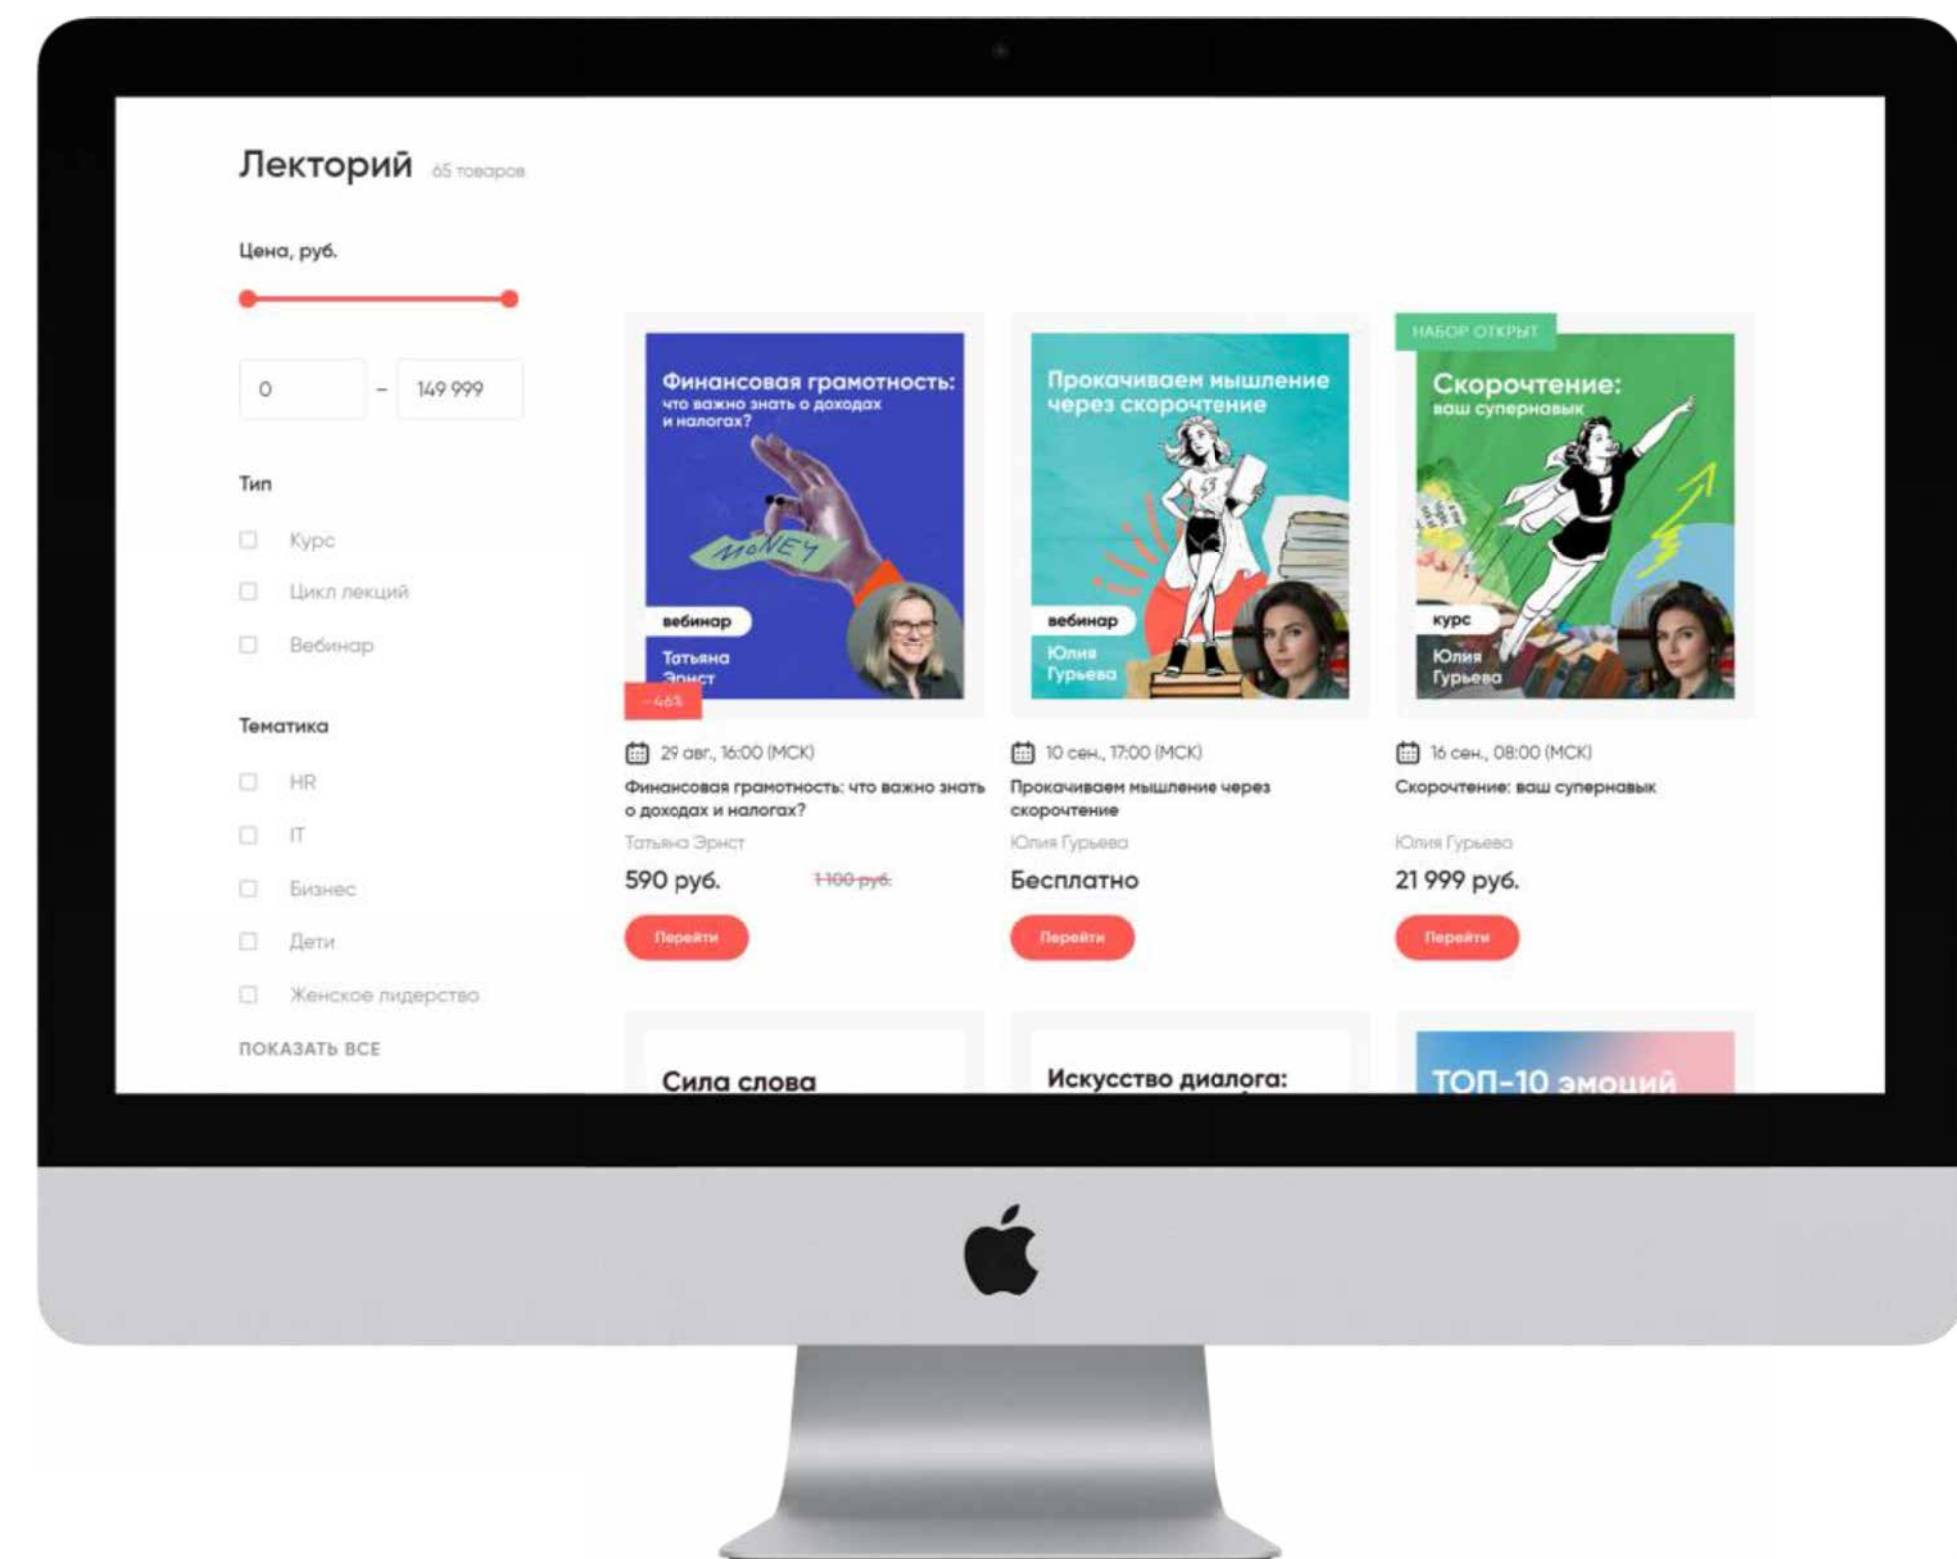 Лекторий 65 товаров
Цена, руб.
0 – 149 999
Тип
Курс
Цикл лекций
Вебинар
Тематика
HR
IT
Бизнес
Дети
Женское лидерство
ПОКАЗАТЬ ВСЕ
Финансовая грамотность:
что важно знать о доходах
и налогах?
MONEY
вебинар
Татьяна
Эрнст
-46%
29 авг., 16:00 (МСК)
Финансовая грамотность: что важно знать
о доходах и налогах?
Татьяна Эрнст
590 руб. 1 100 руб.
Перейти
Прокачиваем мышление
через скорочтение
вебинар
Юлия
Гурьева
10 сен., 17:00 (МСК)
Прокачиваем мышление через
скорочтение
Юлия Гурьева
Бесплатно
Перейти
НАБОР ОТКРЫТ
Скорочтение:
ваш супернавык
курс
Юлия
Гурьева
16 сен., 08:00 (МСК)
Скорочтение: ваш супернавык
Юлия Гурьева
21 999 руб.
Перейти
Сила слова
Искусство диалога:
ТОП-10 эмоций